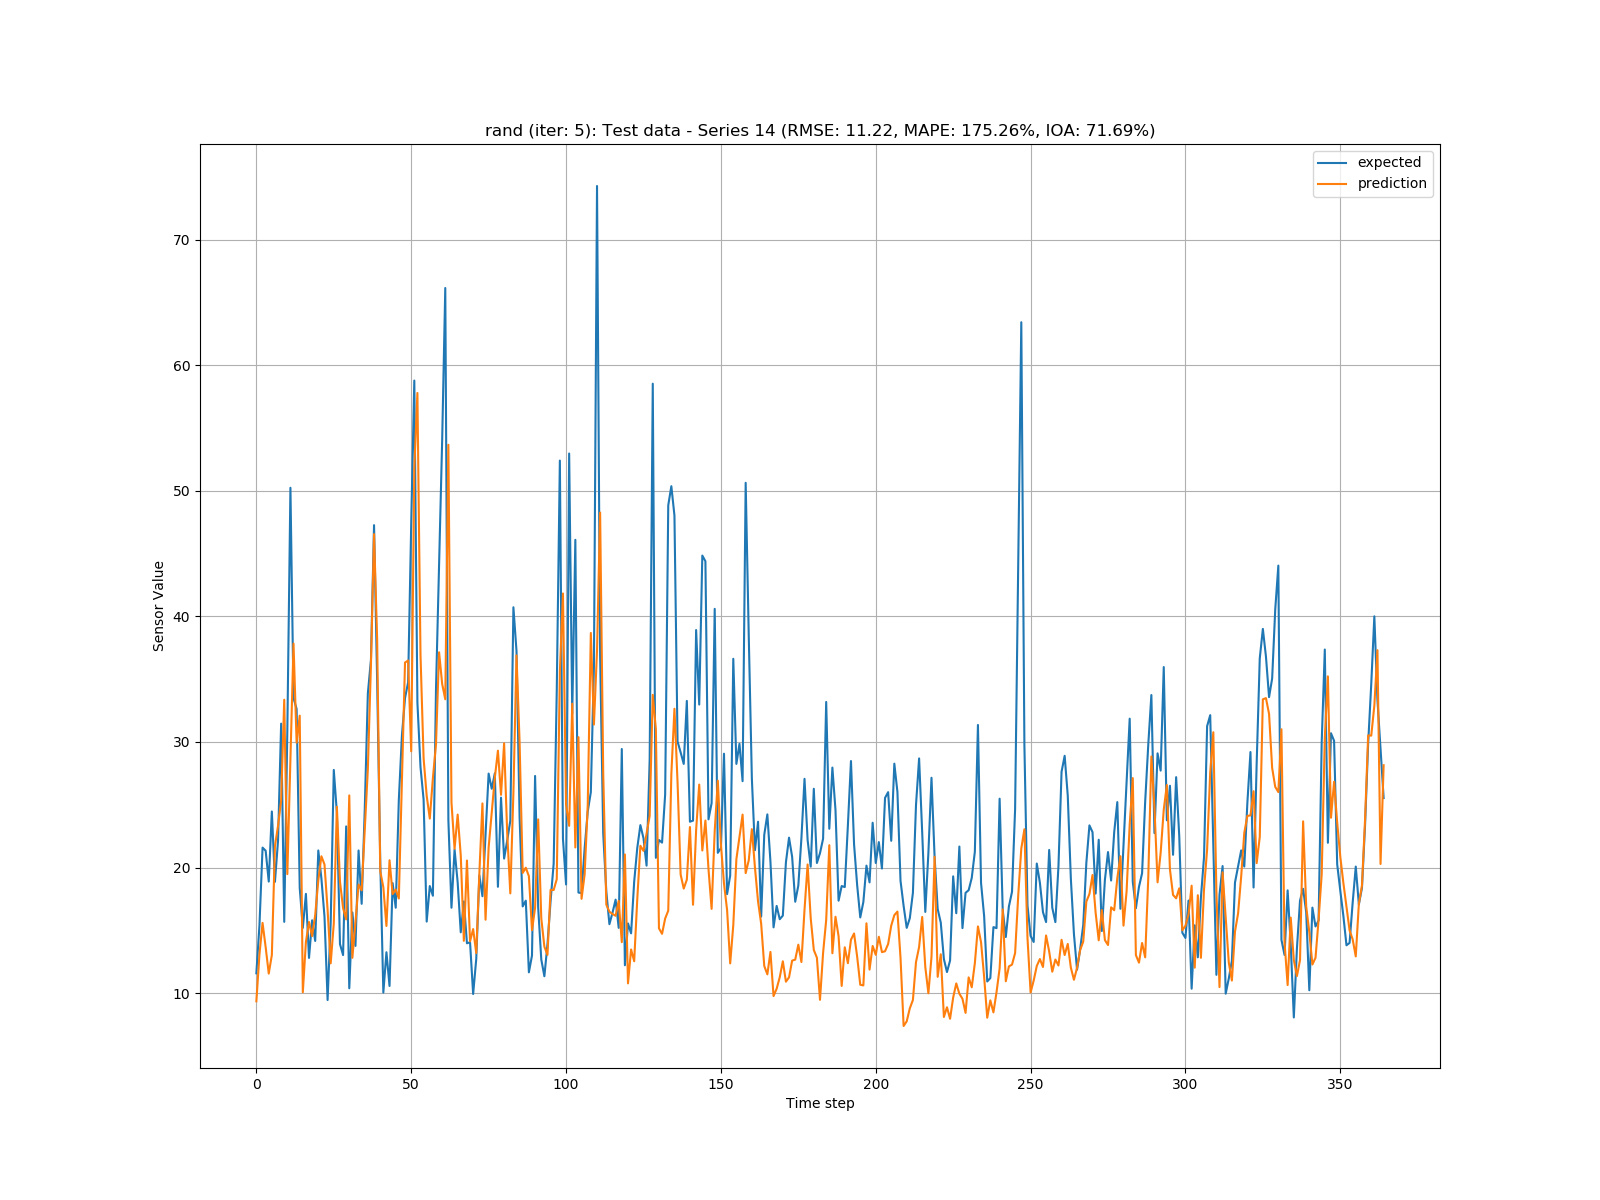 rand (iter: 5): Test data - Series 14 (RMSE: 11.22, MAPE: 175.26%, IOA: 71.69%)
expected
prediction
70
60
50
40
30
20
10
Sensor Value
0 50 100 150 200 250 300 350
Time step